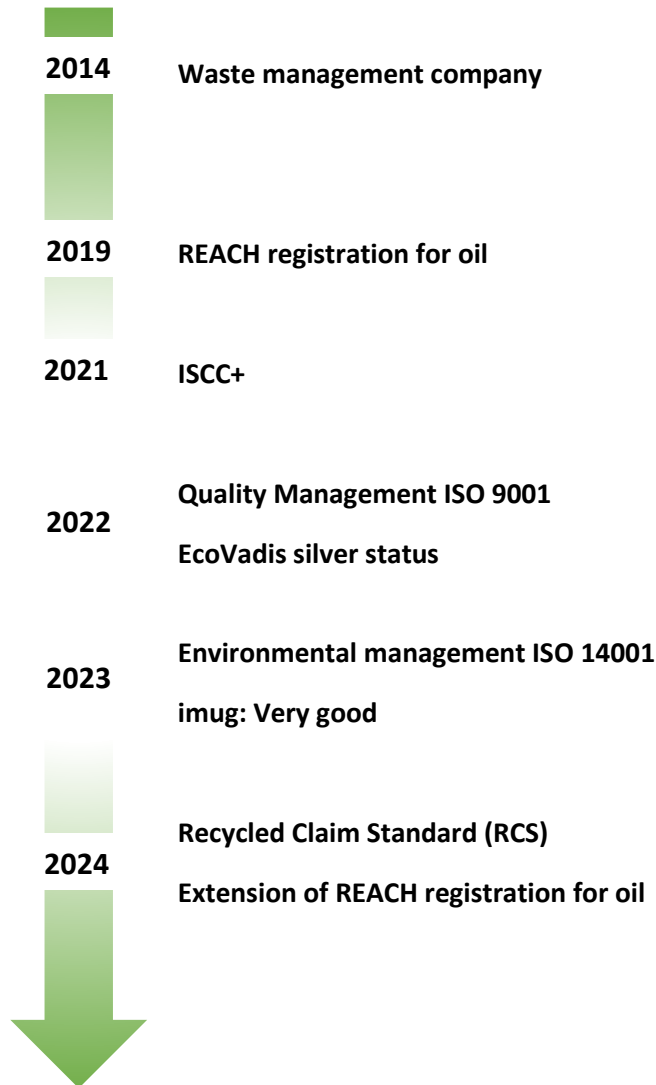 2014
Waste management company
2019
REACH registration for oil
2021
ISCC+
2022
Quality Management ISO 9001
EcoVadis silver status
2023
Environmental management ISO 14001
imug: Very good
2024
Recycled Claim Standard (RCS)
Extension of REACH registration for oil